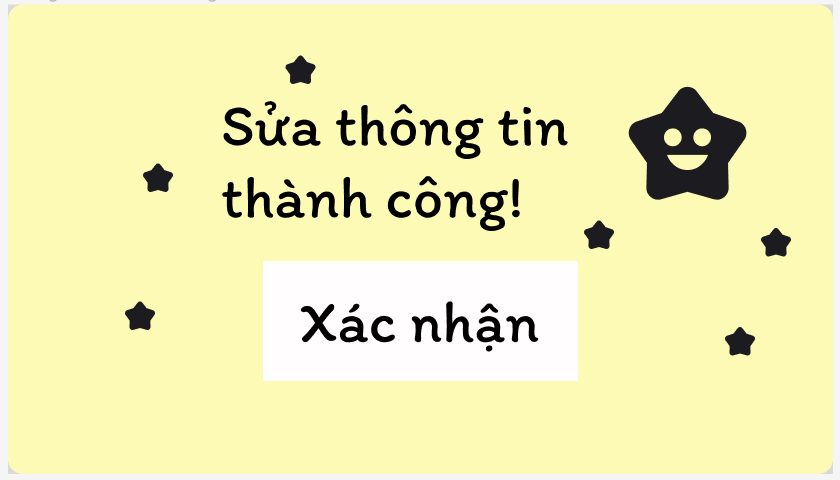 Sửa thông tin
thành công!
Xác nhận